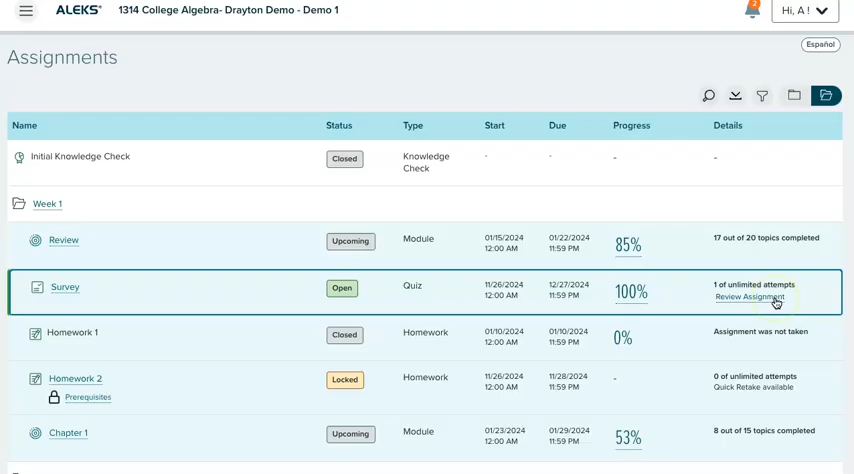 ALEKS® 1314 College Algebra- Drayton Demo - Demo 1 2 Hi, A !
Español
Assignments
Name Status Type Start Due Progress Details
Initial Knowledge Check Closed Knowledge Check - - - -
Week 1
Review Upcoming Module 01/15/2024 12:00 AM 01/22/2024 11:59 PM 85% 17 out of 20 topics completed
Survey Open Quiz 11/26/2024 12:00 AM 12/27/2024 11:59 PM 100% 1 of unlimited attempts
Review Assignment
Homework 1 Closed Homework 01/10/2024 12:00 AM 01/10/2024 11:59 PM 0% Assignment was not taken
Homework 2 Locked Homework 11/26/2024 12:00 AM 11/28/2024 11:59 PM - 0 of unlimited attempts
Quick Retake available
Prerequisites
Chapter 1 Upcoming Module 01/23/2024 12:00 AM 01/29/2024 11:59 PM 53% 8 out of 15 topics completed